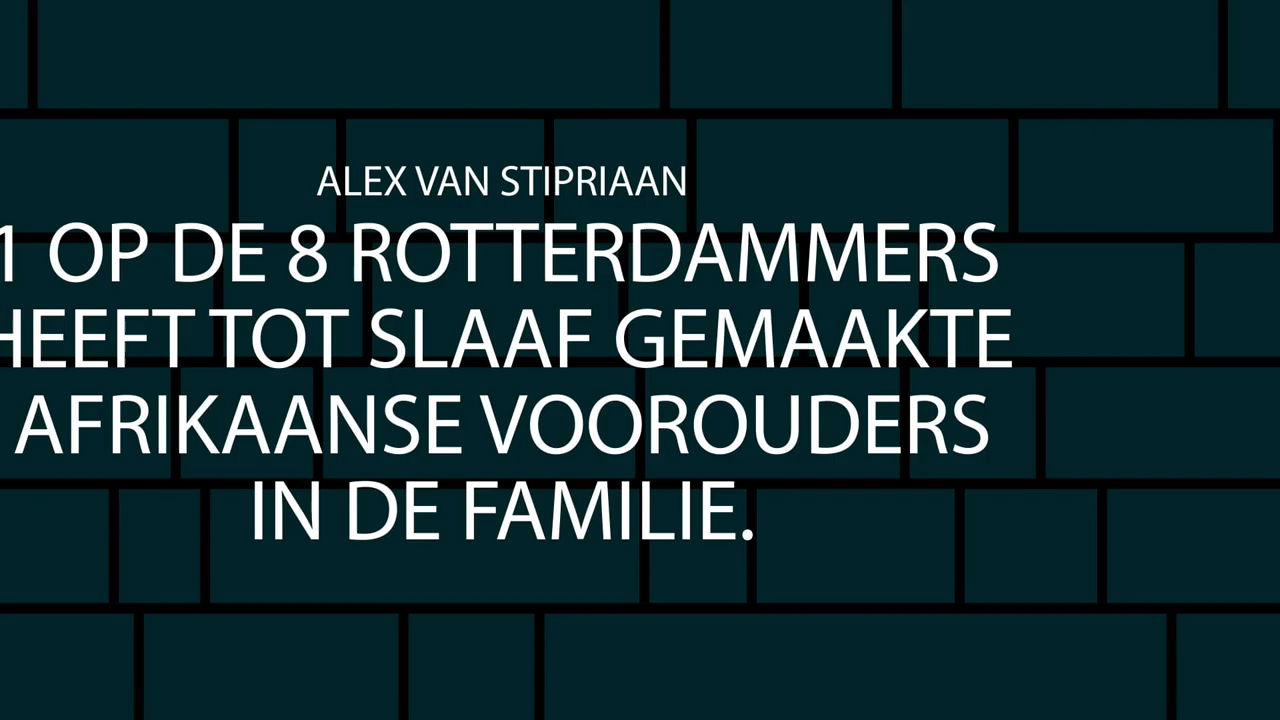 ALEX VAN STIPRIAAN
1 OP DE 8 ROTTERDAMMERS
HEEFT TOT SLAAF GEMAAKTE
AFRIKAANSE VOOROUDERS
IN DE FAMILIE.